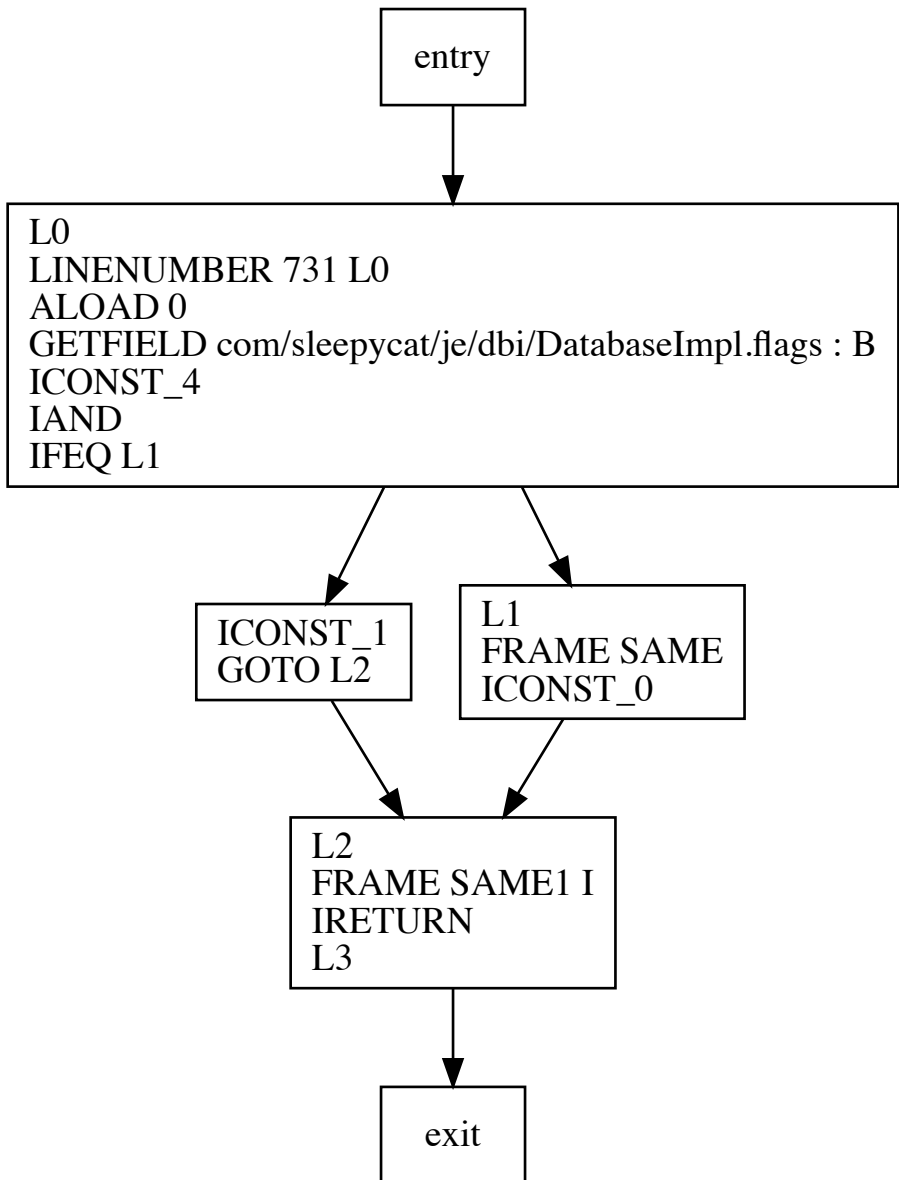 entry
L0
LINENUMBER 731 L0
ALOAD 0
GETFIELD com/sleepycat/je/dbi/DatabaseImpl.flags : B
ICONST_4
IAND
IFEQ L1
ICONST_1
GOTO L2
L1
FRAME SAME
ICONST_0
L2
FRAME SAME1 I
IRETURN
L3
exit